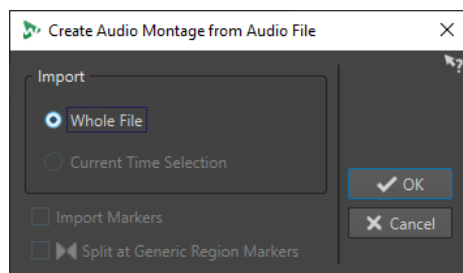 Create Audio Montage from Audio File
?
Import
Whole File
Current Time Selection
OK
Import Markers
Cancel
Split at Generic Region Markers